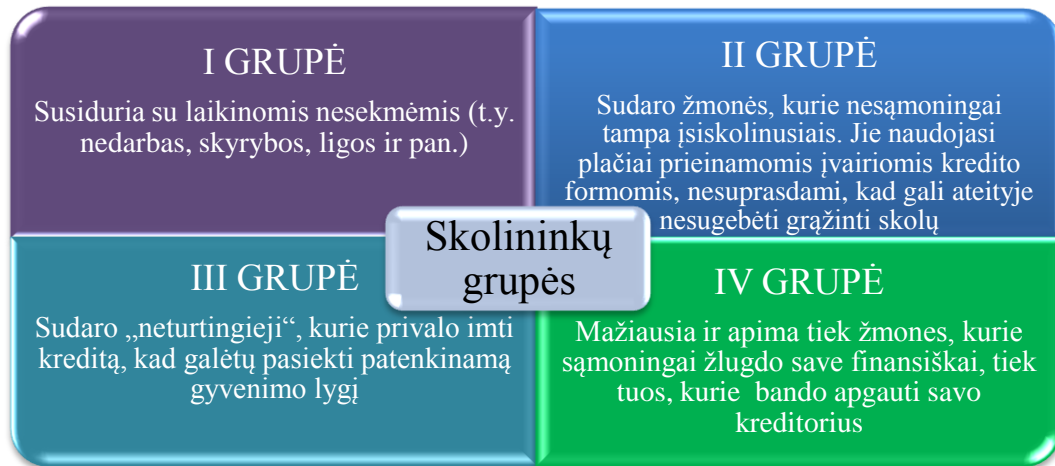 I GRUPĖ
Susiduria su laikinomis nesekmėmis (t.y.
nedarbas, skyrybos, ligos ir pan.)
II GRUPĖ
Sudaro žmonės, kurie nesąmoningai
tampa įsiskolinusiais. Jie naudojasi
plačiai prieinamomis įvairiomis kredito
formomis, nesuprasdami, kad gali ateityje
nesugebėti grąžinti skolų
Skolininkų
grupės
III GRUPĖ
Sudaro „neturtingieji“, kurie privalo imti
kreditą, kad galėtų pasiekti patenkinamą
gyvenimo lygį
IV GRUPĖ
Mažiausia ir apima tiek žmones, kurie
sąmoningai žlugdo save finansiškai, tiek
tuos, kurie bando apgauti savo
kreditorius